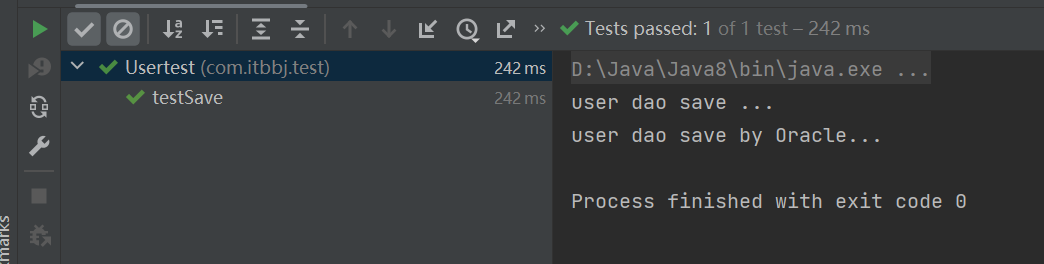 Tests passed: 1 of 1 test – 242 ms
Usertest (com.itbbj.test) 242 ms
testSave 242 ms
D:\Java\Java8\bin\java.exe ...
user dao save ...
user dao save by Oracle...
Process finished with exit code 0